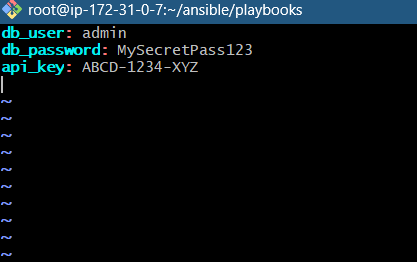 root@ip-172-31-0-7:~/ansible/playbooks
db_user: admin
db_password: MySecretPass123
api_key: ABCD-1234-XYZ
~
~
~
~
~
~
~
~